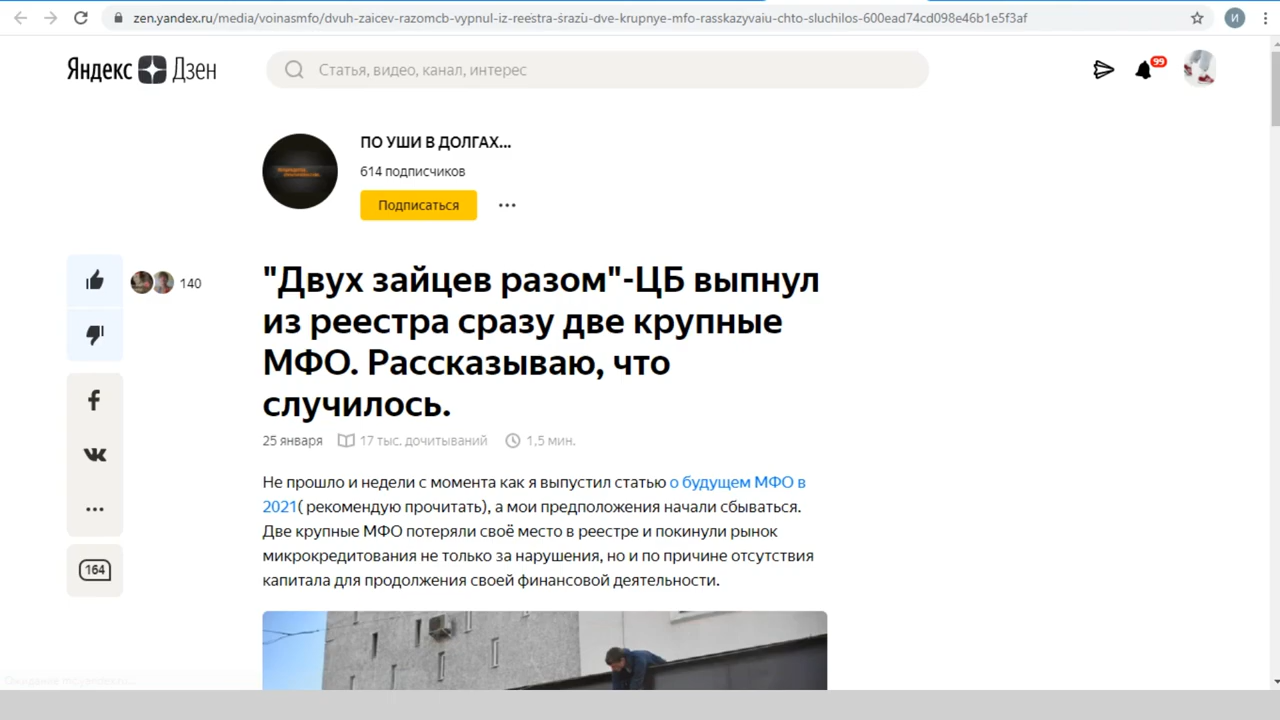 zen.yandex.ru/media/voinasmfo/dvuh-zaicev-razomcb-vypnul-iz-reestra-srazu-dve-krupnye-mfo-rasskazyvaiu-chto-sluchilos-600ead74cd098e46b1e5f3af
И
Яндекс Дзен
Статья, видео, канал, интерес
99
ПО УШИ В ДОЛГАХ...
614 подписчиков
Подписаться
140
"Двух зайцев разом"-ЦБ выпнул
из реестра сразу две крупные
МФО. Рассказываю, что
случилось.
25 января 17 тыс. дочитываний 1,5 мин.
Не прошло и недели с момента как я выпустил статью о будущем МФО в
2021( рекомендую прочитать), а мои предположения начали сбываться.
Две крупные МФО потеряли своё место в реестре и покинули рынок
микрокредитования не только за нарушения, но и по причине отсутствия
капитала для продолжения своей финансовой деятельности.
164